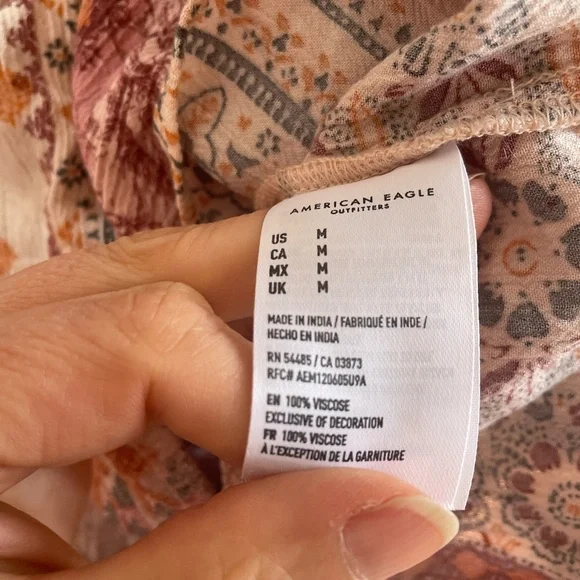 AMERICAN EAGLE
OUTFITTERS
US M
CA M
MX M
UK M
MADE IN INDIA / FABRIQUÉ EN INDE /
HECHO EN INDIA
RN 54485 / CA 03873
RFC# AEM120605U9A
EN 100% VISCOSE
EXCLUSIVE OF DECORATION
FR 100% VISCOSE
À L'EXCEPTION DE LA GARNITURE